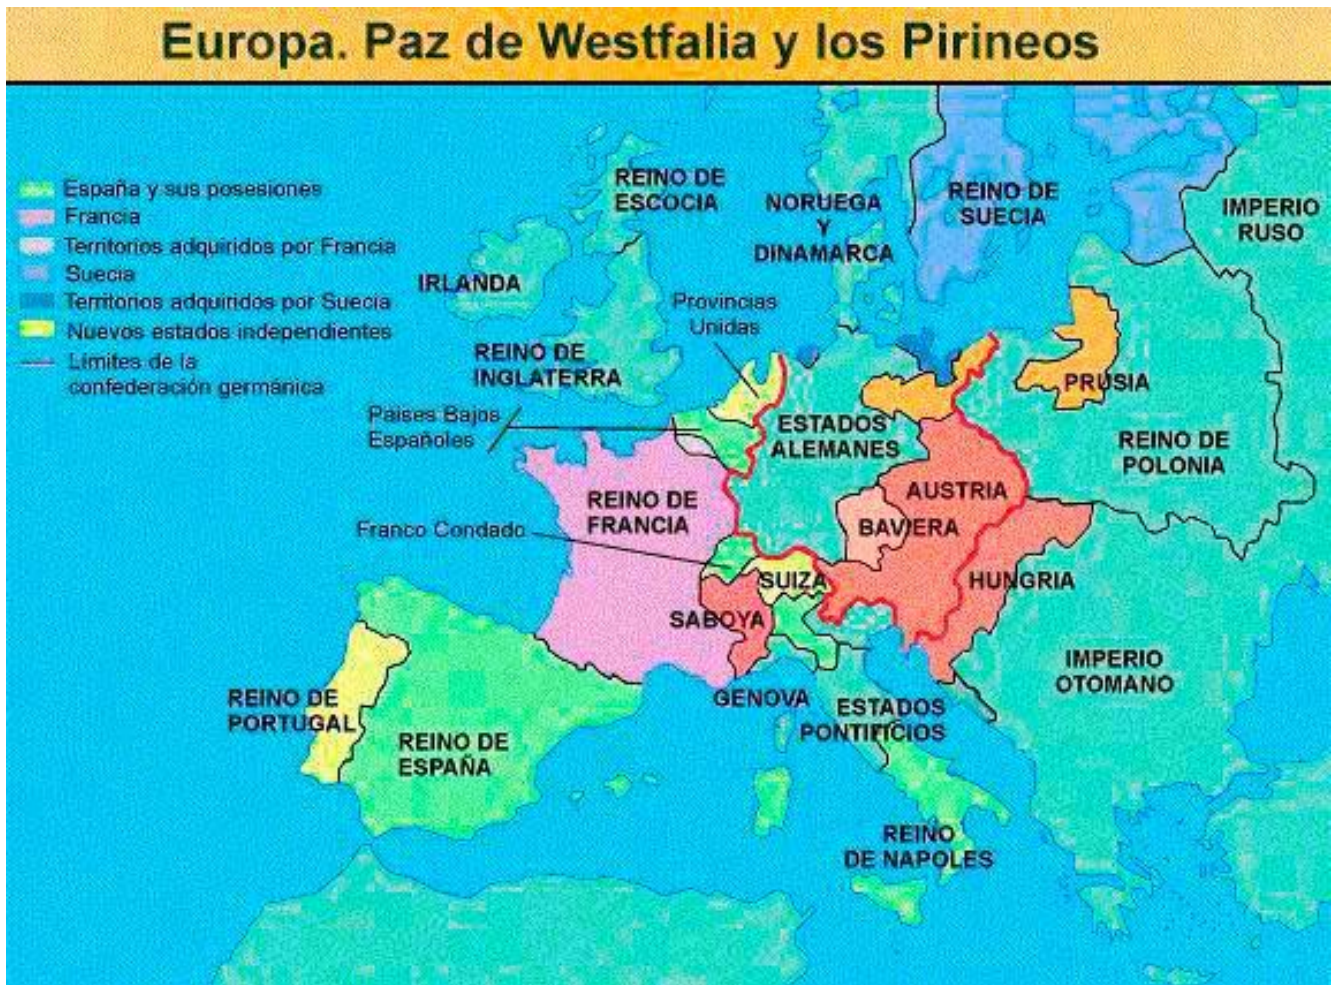 Europa. Paz de Westfalia y los Pirineos
España y sus posesiones
Francia
Territorios adquiridos por Francia
Suecia
Territorios adquiridos por Suecia
Nuevos estados independientes
Límites de la
confederación germánica
REINO DE
ESCOCIA
NORUEGA
Y
DINAMARCA
REINO DE
SUECIA
IMPERIO
RUSO
IRLANDA
Provincias
Unidas
REINO DE
INGLATERRA
PRUSIA
Países Bajos
Españoles
ESTADOS
ALEMANES
REINO DE
POLONIA
REINO DE
FRANCIA
AUSTRIA
BAVIERA
Franco Condado
SUIZA
HUNGRIA
SABOYA
IMPERIO
OTOMANO
REINO DE
PORTUGAL
GENOVA
ESTADOS
PONTIFICIOS
REINO DE
ESPAÑA
REINO
DE NAPOLES